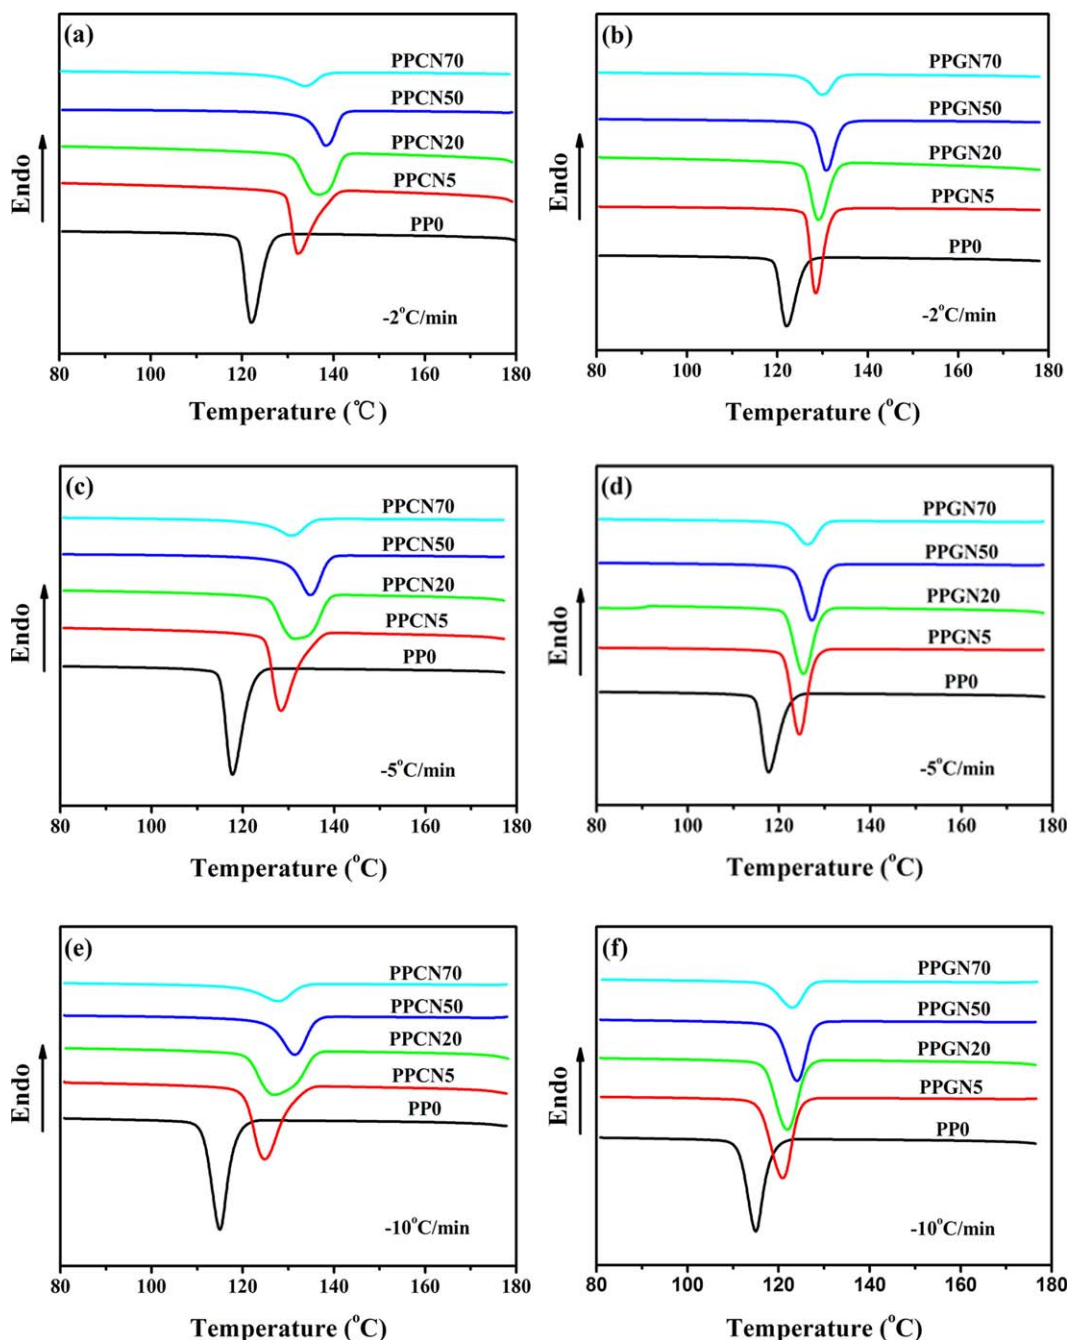 (a)
PPCN70
PPCN50
PPCN20
PPCN5
PP0
-2°C/min
Endo
80 100 120 140 160 180
Temperature (℃)
(b)
PPGN70
PPGN50
PPGN20
PPGN5
PP0
-2°C/min
Endo
80 100 120 140 160 180
Temperature (°C)
(c)
PPCN70
PPCN50
PPCN20
PPCN5
PP0
-5°C/min
Endo
80 100 120 140 160 180
Temperature (°C)
(d)
PPGN70
PPGN50
PPGN20
PPGN5
PP0
-5°C/min
Endo
80 100 120 140 160 180
Temperature (°C)
(e)
PPCN70
PPCN50
PPCN20
PPCN5
PP0
-10°C/min
Endo
80 100 120 140 160 180
Temperature (°C)
(f)
PPGN70
PPGN50
PPGN20
PPGN5
PP0
-10°C/min
Endo
80 100 120 140 160 180
Temperature (°C)